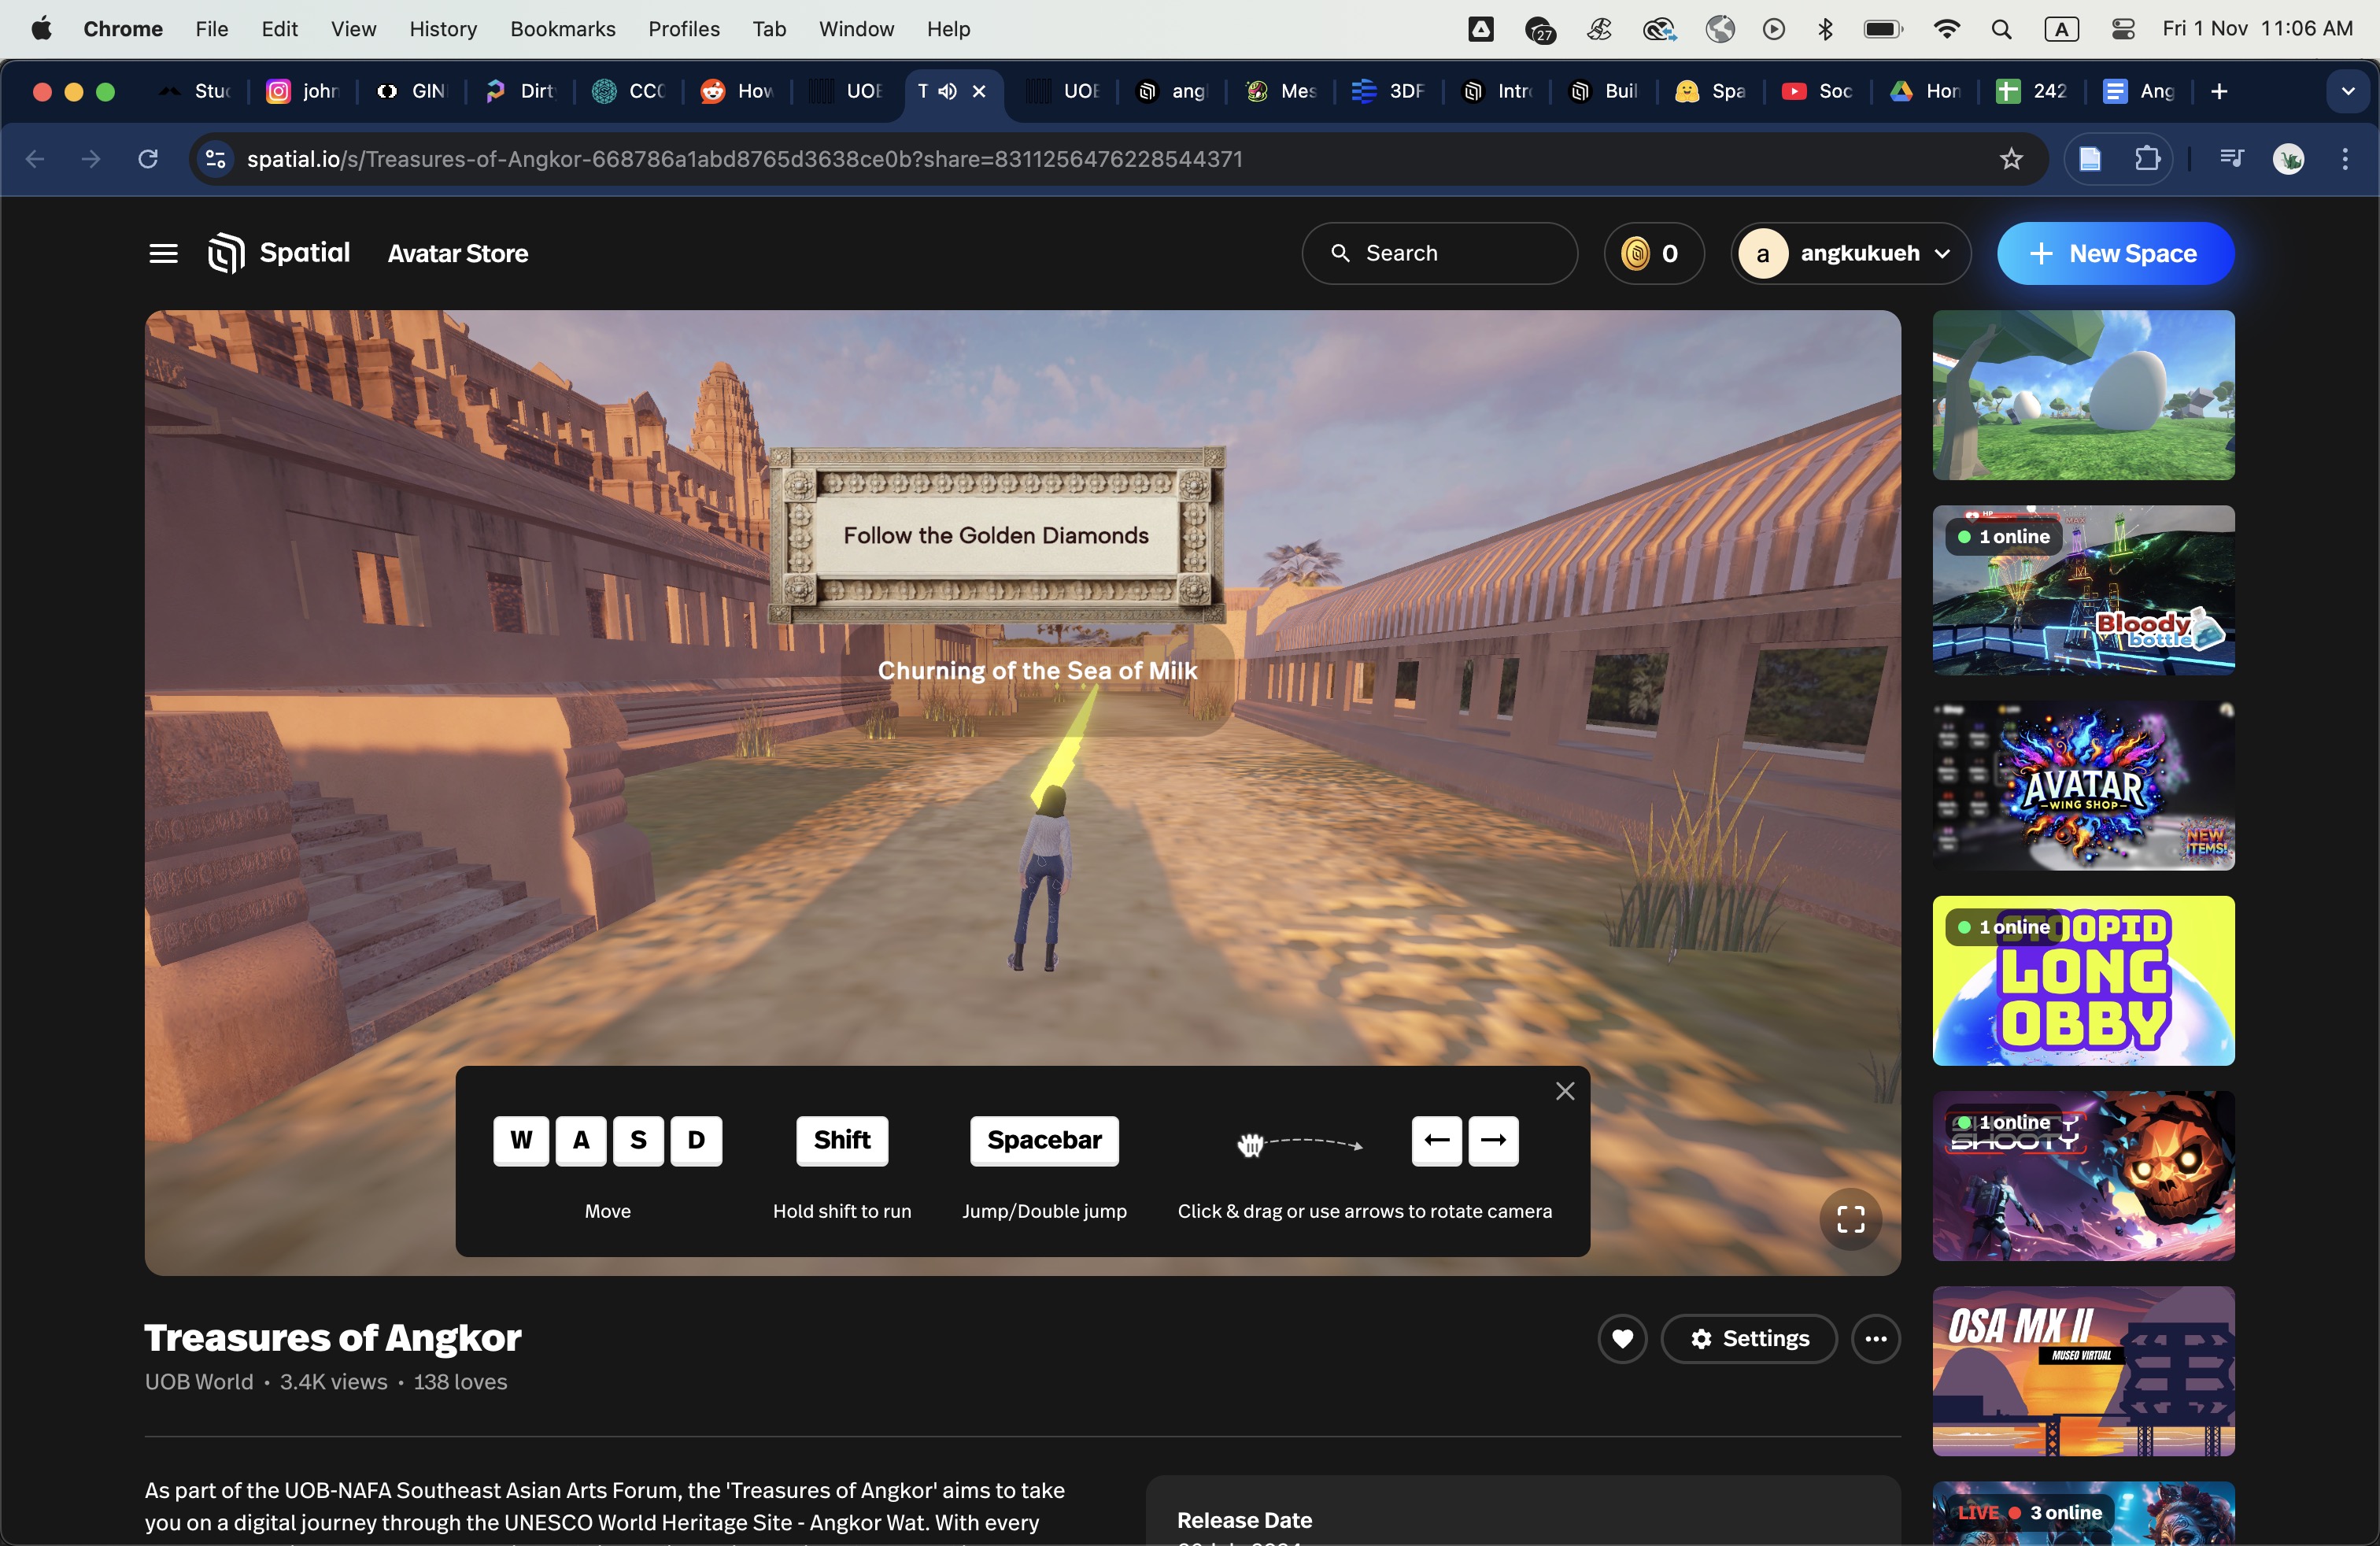 Chrome File Edit View History Bookmarks Profiles Tab Window Help 27 A Fri 1 Nov 11:06 AM
Stuc john GIN Dirt CCC How UOB T UOB ang Mes 3DF Intro Buil Spa Soc Hon 242 Ang
spatial.io/s/Treasures-of-Angkor-668786a1abd8765d3638ce0b?share=8311256476228544371
Spatial Avatar Store Search 0 a angkukueh New Space
Follow the Golden Diamonds
Churning of the Sea of Milk
W A S D Shift Spacebar ← →
Move Hold shift to run Jump/Double jump Click & drag or use arrows to rotate camera
Treasures of Angkor
Settings
UOB World • 3.4K views • 138 loves
As part of the UOB-NAFA Southeast Asian Arts Forum, the 'Treasures of Angkor' aims to take
you on a digital journey through the UNESCO World Heritage Site - Angkor Wat. With every
Release Date
1 online
Bloody
bottle
AVATAR
WING SHOP
NEW
ITEMS!
1 online
STOOPID
LONG
OBBY
1 online
SHOOTY
OSA MX II
MUSEO VIRTUAL
LIVE 3 online